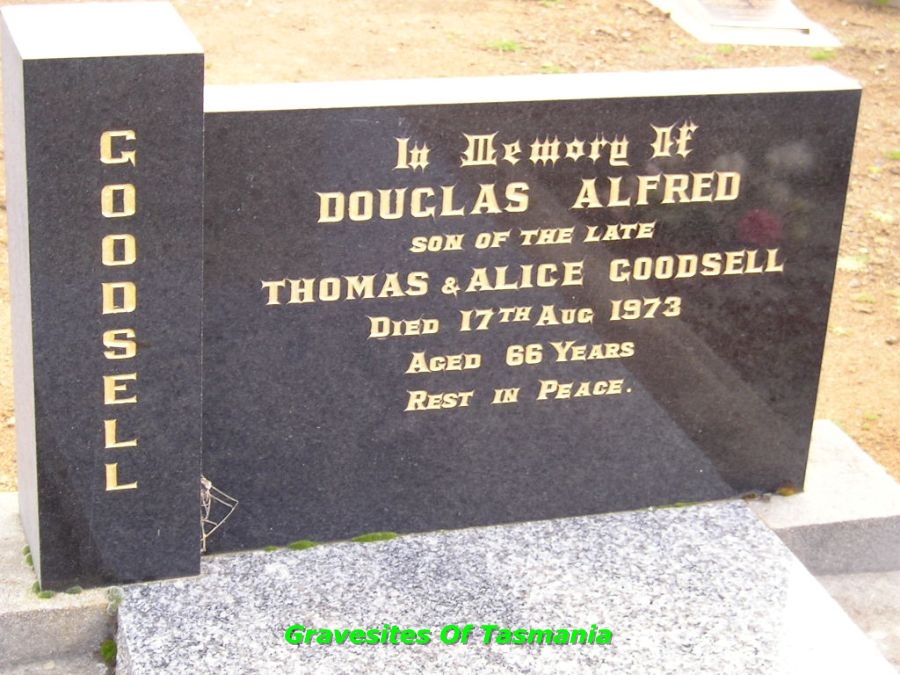 GOODSELL
In Memory Of
DOUGLAS ALFRED
SON OF THE LATE
THOMAS & ALICE GOODSELL
DIED 17TH AUG 1973
AGED 66 YEARS
REST IN PEACE.
Gravesites Of Tasmania